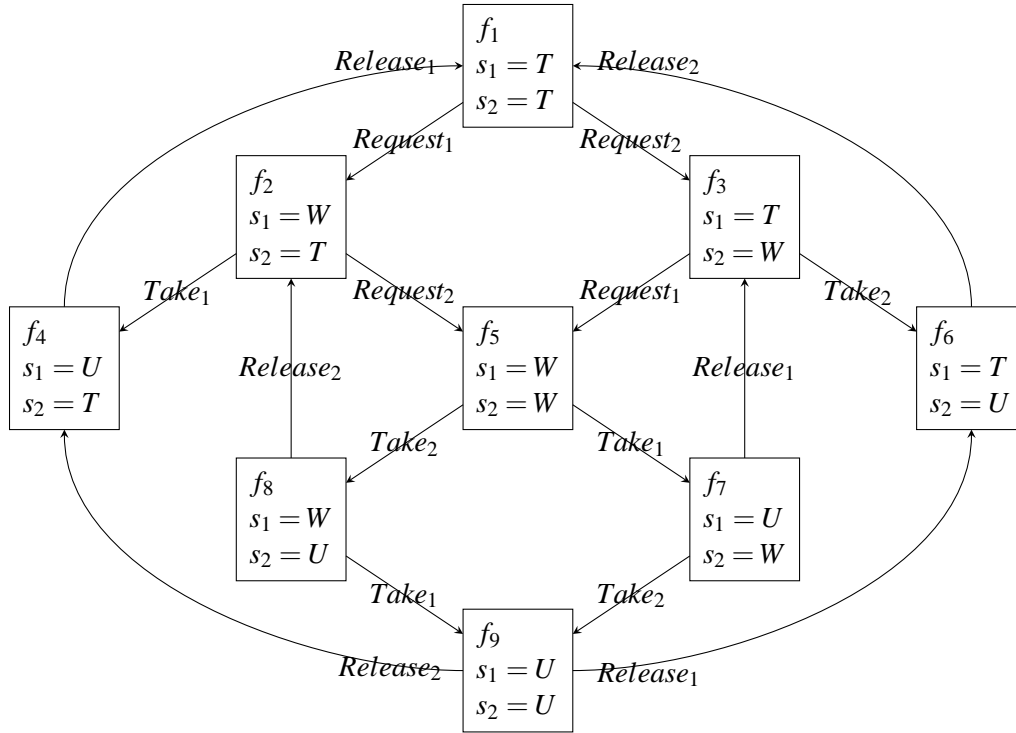 f₁
s₁ = T
s₂ = T
Release₁
Release₂
Request₁
Request₂
f₂
s₁ = W
s₂ = T
f₃
s₁ = T
s₂ = W
Take₁
Request₂
Request₁
Take₂
f₄
s₁ = U
s₂ = T
f₅
s₁ = W
s₂ = W
f₆
s₁ = T
s₂ = U
Release₂
Release₁
Take₂
Take₁
f₈
s₁ = W
s₂ = U
f₇
s₁ = U
s₂ = W
Take₁
Take₂
f₉
s₁ = U
s₂ = U
Release₂
Release₁